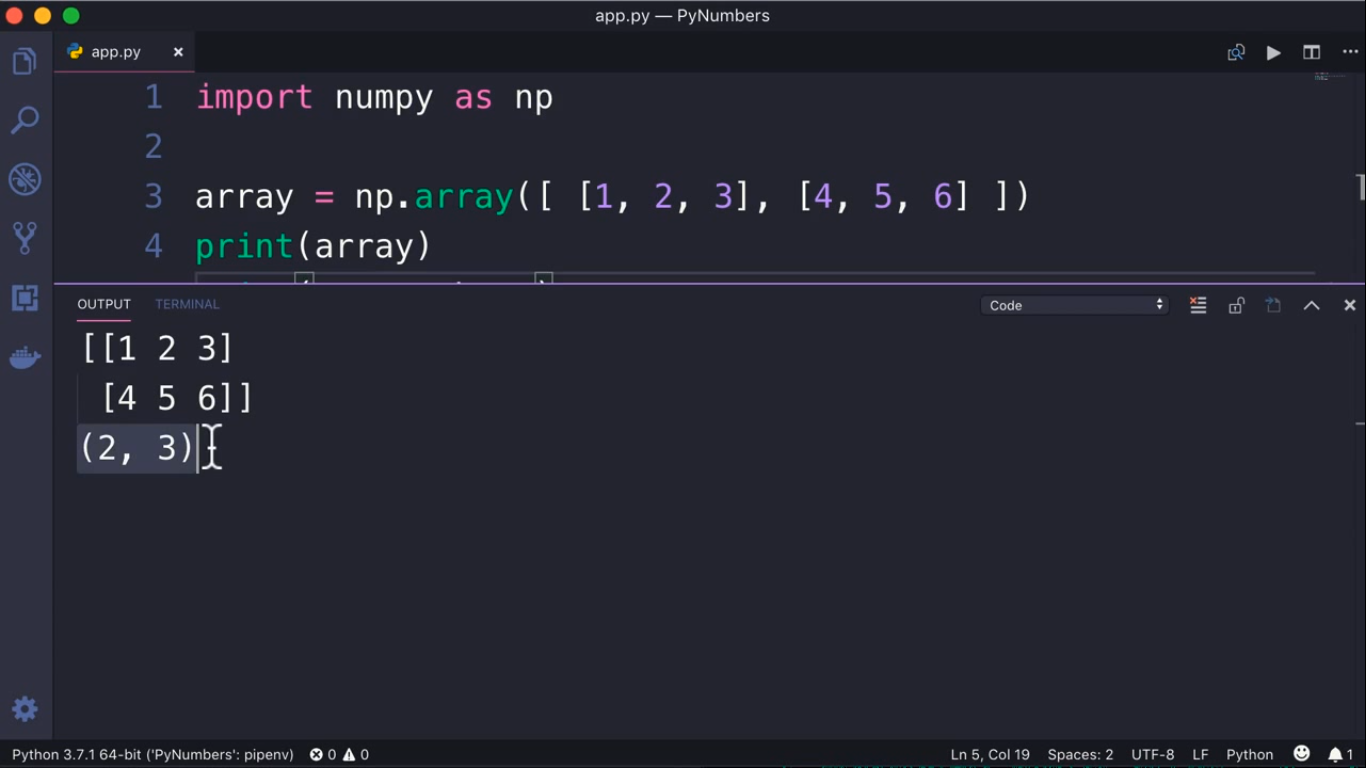 app.py — PyNumbers
app.py
1 import numpy as np
2
3 array = np.array([ [1, 2, 3], [4, 5, 6] ])
4 print(array)
OUTPUT TERMINAL Code
[[1 2 3]
[4 5 6]]
(2, 3)
Python 3.7.1 64-bit ('PyNumbers': pipenv) 0 0 Ln 5, Col 19 Spaces: 2 UTF-8 LF Python 1